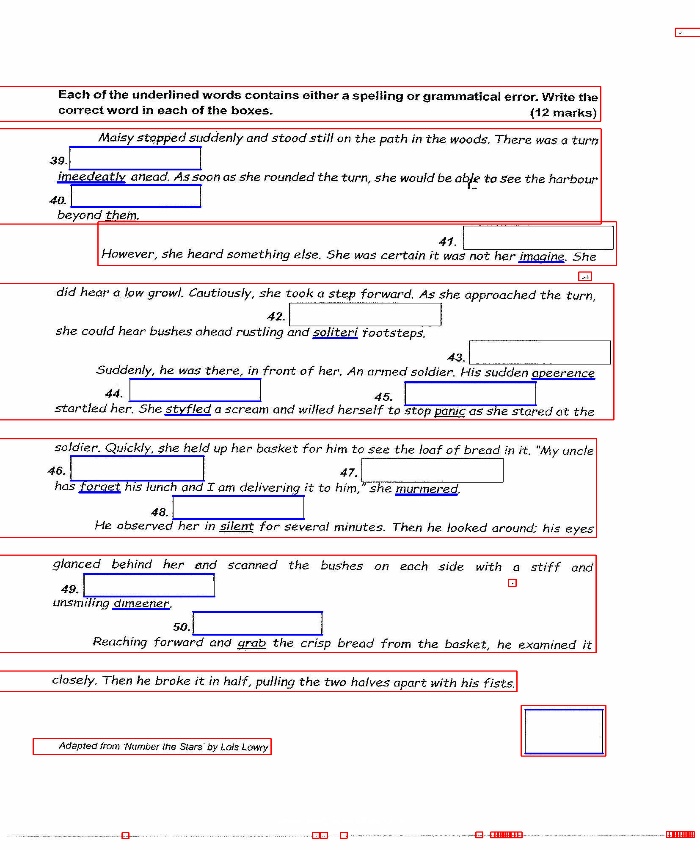 Each of the underlined words contains either a spelling or grammatical error. Write the
correct word in each of the boxes. (12 marks)
Maisy stopped suddenly and stood still on the path in the woods. There was a turn
39.
imeedeatly ahead. As soon as she rounded the turn, she would be able to see the harbour
40.
beyond them.
41.
However, she heard something else. She was certain it was not her imagine. She
did hear a low growl. Cautiously, she took a step forward. As she approached the turn,
42.
she could hear bushes ahead rustling and soliteri footsteps.
43.
Suddenly, he was there, in front of her. An armed soldier. His sudden apeerence
44. 45.
startled her. She styfled a scream and willed herself to stop panic as she stared at the
soldier. Quickly, she held up her basket for him to see the loaf of bread in it. "My uncle
46. 47.
has forget his lunch and I am delivering it to him," she murmered.
48.
He observed her in silent for several minutes. Then he looked around; his eyes
glanced behind her and scanned the bushes on each side with a stiff and
49.
unsmiling dimeener.
50.
Reaching forward and grab the crisp bread from the basket, he examined it
closely. Then he broke it in half, pulling the two halves apart with his fists.
Adapted from 'Number the Stars' by Lois Lowry